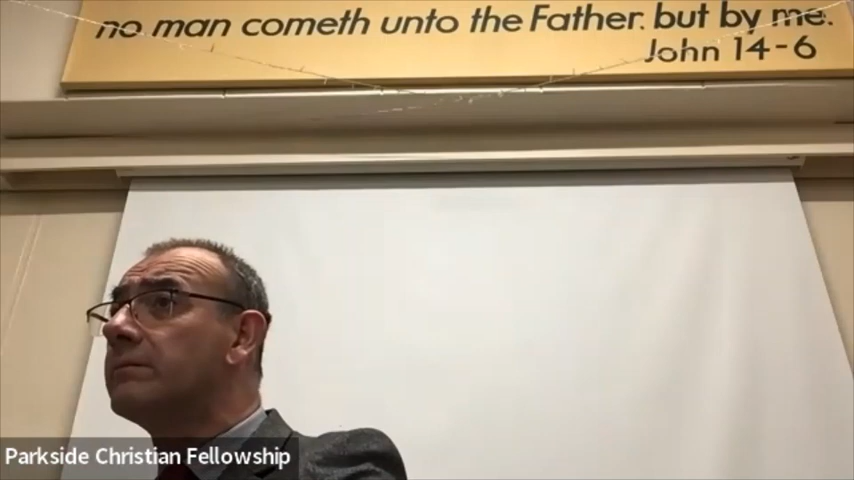 no man cometh unto the Father. but by me.
John 14-6
Parkside Christian Fellowship